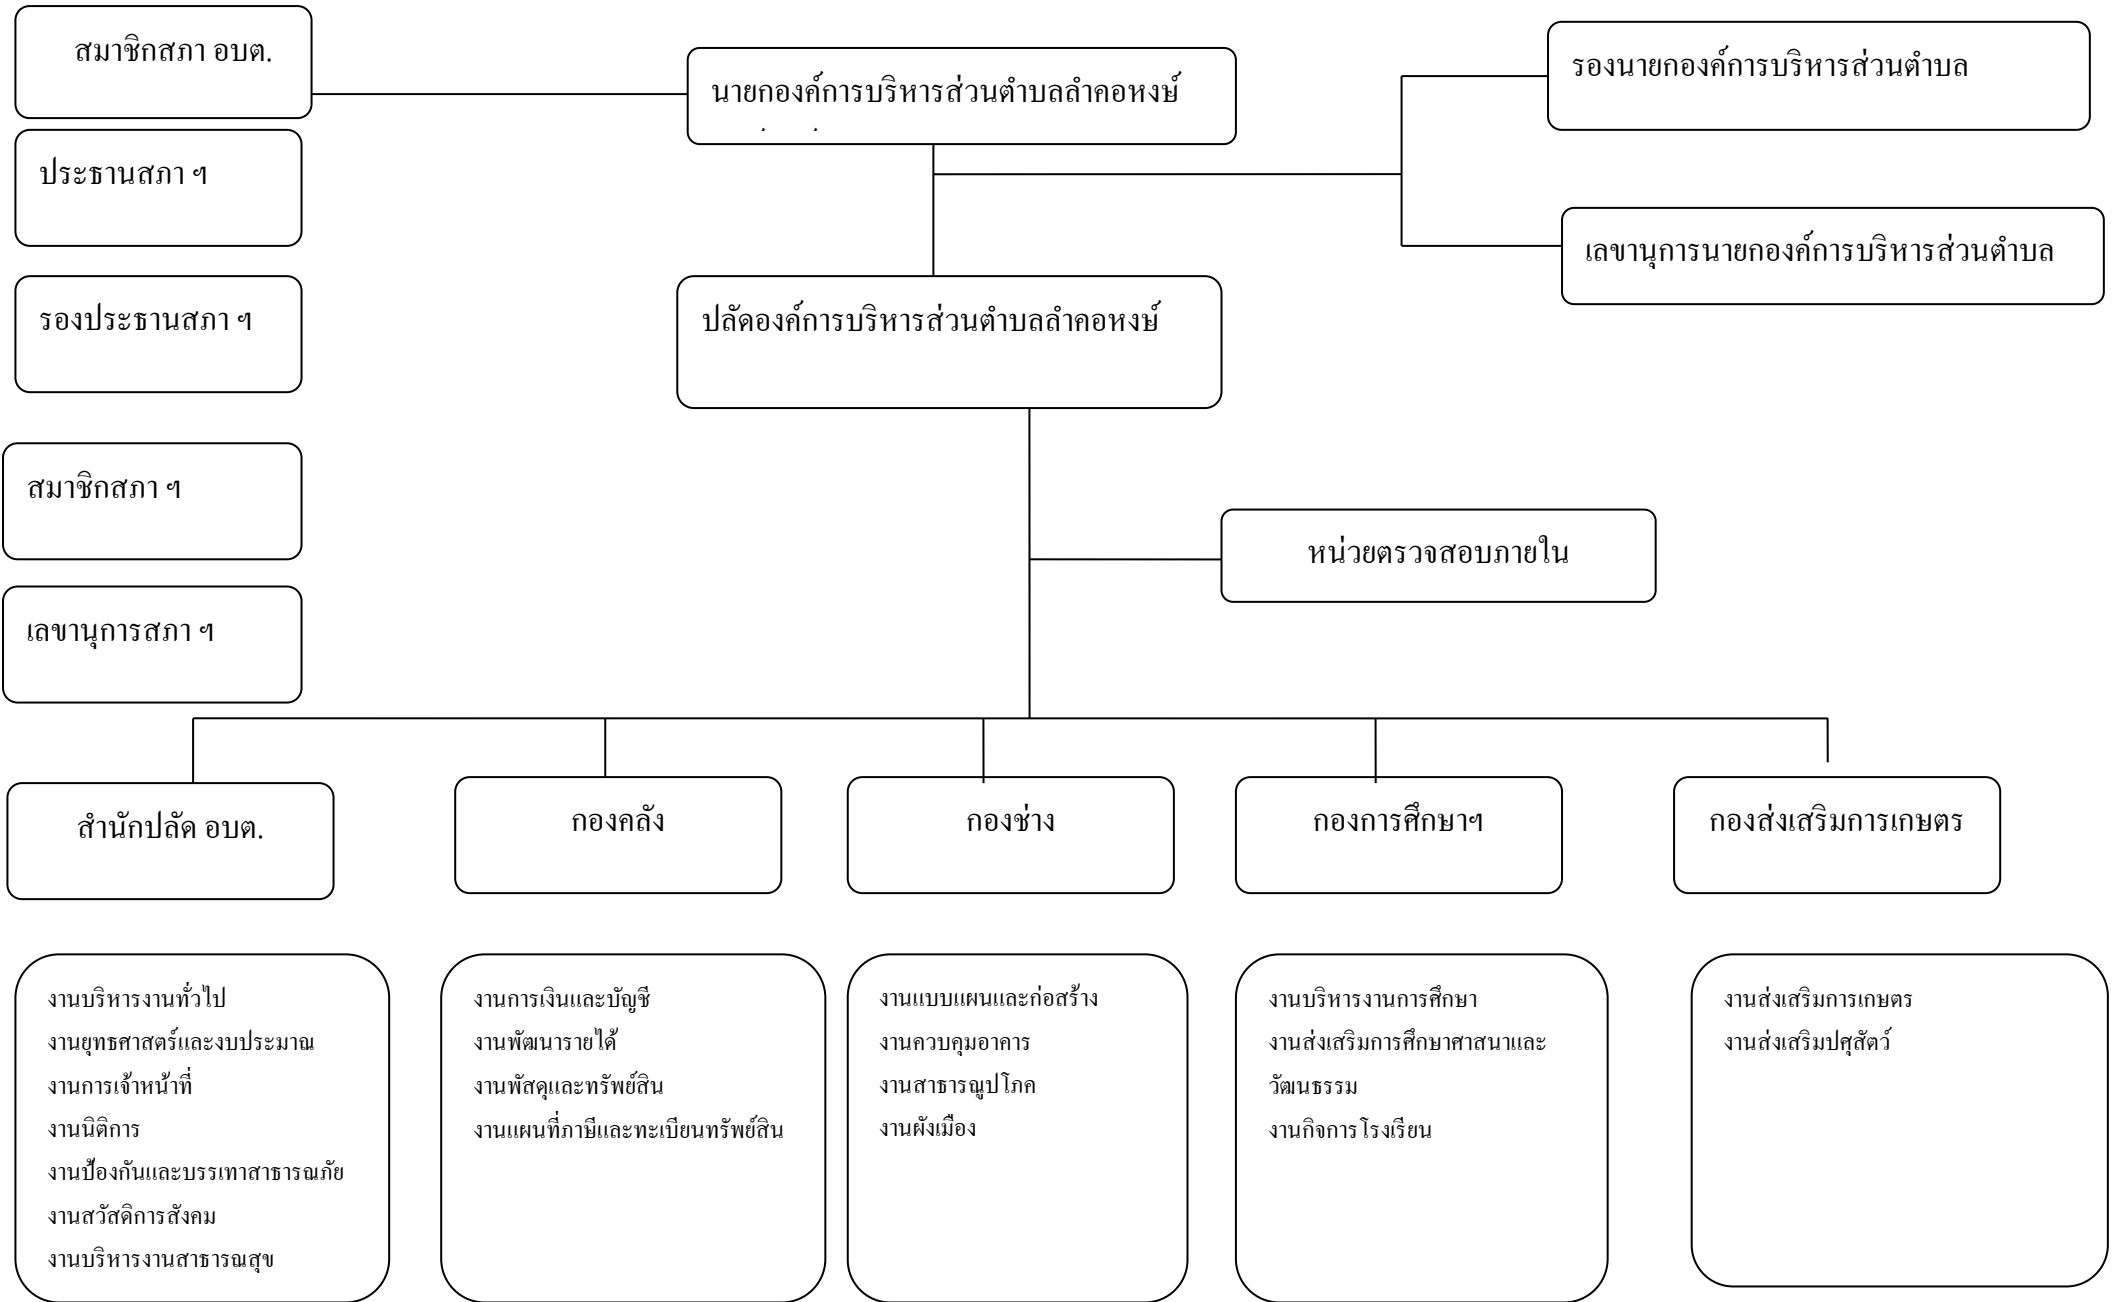 สมาชิกสภา อบต.
นายกองค์การบริหารส่วนตำบลลำคอหงษ์
รองนายกองค์การบริหารส่วนตำบล
ประธานสภา ฯ
เลขานุการนายกองค์การบริหารส่วนตำบล
รองประธานสภา ฯ
ปลัดองค์การบริหารส่วนตำบลลำคอหงษ์
สมาชิกสภา ฯ
หน่วยตรวจสอบภายใน
เลขานุการสภา ฯ
สำนักปลัด อบต.
กองคลัง
กองช่าง
กองการศึกษาฯ
กองส่งเสริมการเกษตร
งานบริหารงานทั่วไป
งานยุทธศาสตร์และงบประมาณ
งานการเจ้าหน้าที่
งานนิติการ
งานป้องกันและบรรเทาสาธารณภัย
งานสวัสดิการสังคม
งานบริหารงานสาธารณสุข
งานการเงินและบัญชี
งานพัฒนารายได้
งานพัสดุและทรัพย์สิน
งานแผนที่ภาษีและทะเบียนทรัพย์สิน
งานแบบแผนและก่อสร้าง
งานควบคุมอาคาร
งานสาธารณูปโภค
งานผังเมือง
งานบริหารงานการศึกษา
งานส่งเสริมการศึกษาศาสนาและ
วัฒนธรรม
งานกิจการโรงเรียน
งานส่งเสริมการเกษตร
งานส่งเสริมปศุสัตว์